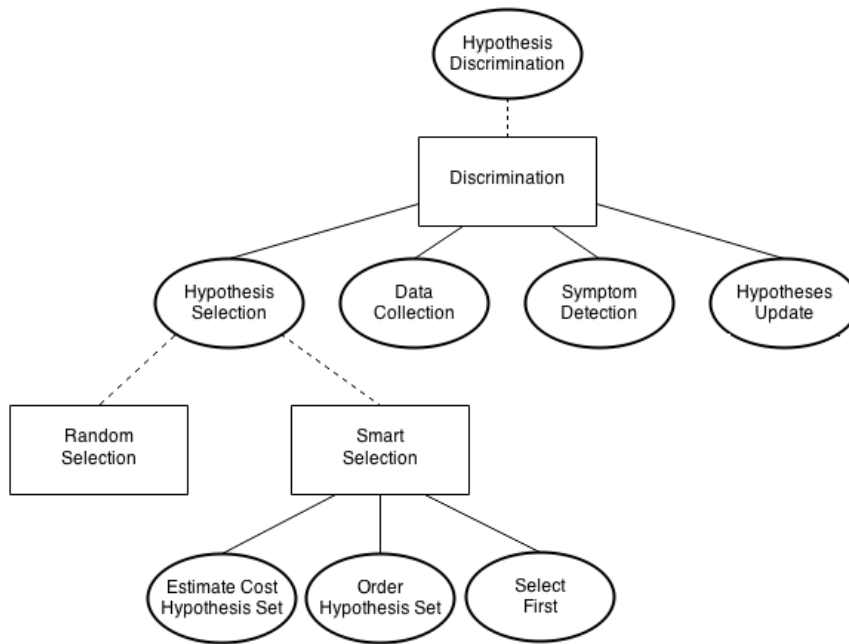 Hypothesis
Discrimination
Discrimination
Hypothesis
Selection
Data
Collection
Symptom
Detection
Hypotheses
Update
Random
Selection
Smart
Selection
Estimate Cost
Hypothesis Set
Order
Hypothesis Set
Select
First